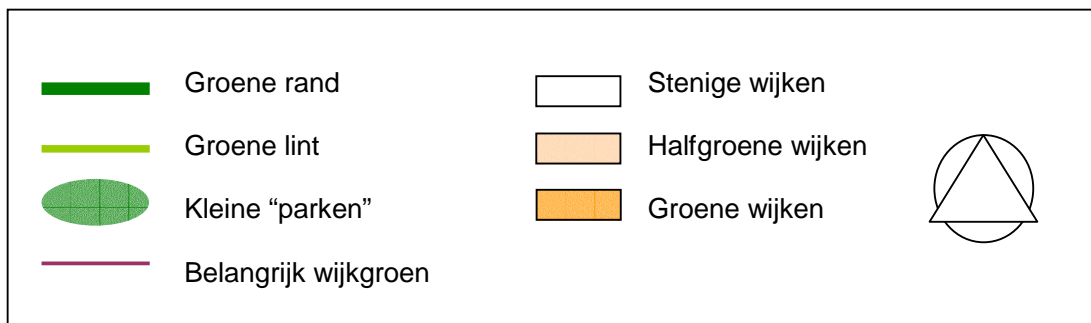 Groene rand
Groene lint
Kleine “parken”
Belangrijk wijkgroen
Stenige wijken
Halfgroene wijken
Groene wijken